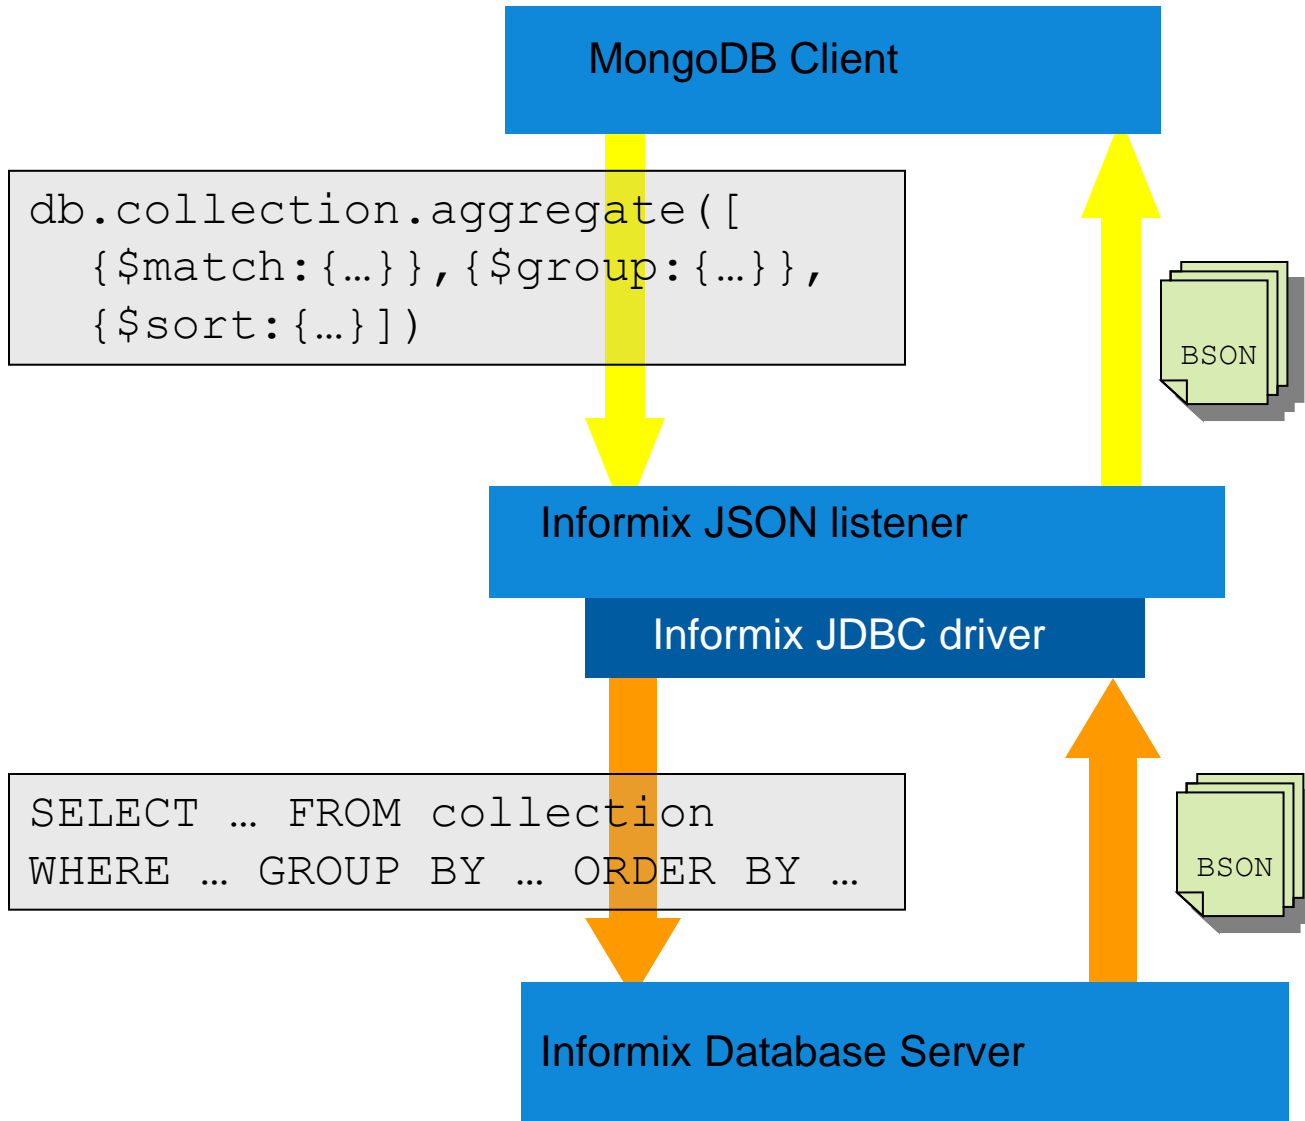 MongoDB Client
db.collection.aggregate([
{$match:{…}},{$group:{…}},
{$sort:{…}])
BSON
Informix JSON listener
Informix JDBC driver
SELECT … FROM collection
WHERE … GROUP BY … ORDER BY …
BSON
Informix Database Server